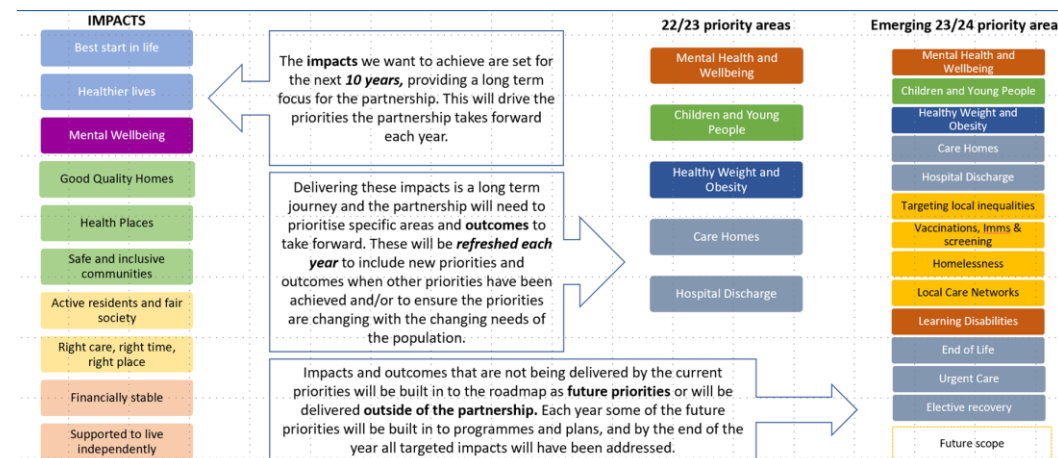 IMPACTS
Best start in life
Healthier lives
Mental Wellbeing
Good Quality Homes
Health Places
Safe and inclusive
communities
Active residents and fair
society
Right care, right time,
right place
Financially stable
Supported to live
independently
The impacts we want to achieve are set for
the next 10 years, providing a long term
focus for the partnership. This will drive the
priorities the partnership takes forward
each year.
Delivering these impacts is a long term
journey and the partnership will need to
prioritise specific areas and outcomes to
take forward. These will be refreshed each
year to include new priorities and
outcomes when other priorities have been
achieved and/or to ensure the priorities
are changing with the changing needs of
the population.
Impacts and outcomes that are not being delivered by the current
priorities will be built in to the roadmap as future priorities or will be
delivered outside of the partnership. Each year some of the future
priorities will be built in to programmes and plans, and by the end of the
year all targeted impacts will have been addressed.
22/23 priority areas
Mental Health and
Wellbeing
Children and Young
People
Healthy Weight and
Obesity
Care Homes
Hospital Discharge
Emerging 23/24 priority area
Mental Health and
Wellbeing
Children and Young People
Healthy Weight and
Obesity
Care Homes
Hospital Discharge
Targeting local inequalities
Vaccinations, Imms &
screening
Homelessness
Local Care Networks
Learning Disabilities
End of Life
Urgent Care
Elective recovery
Future scope